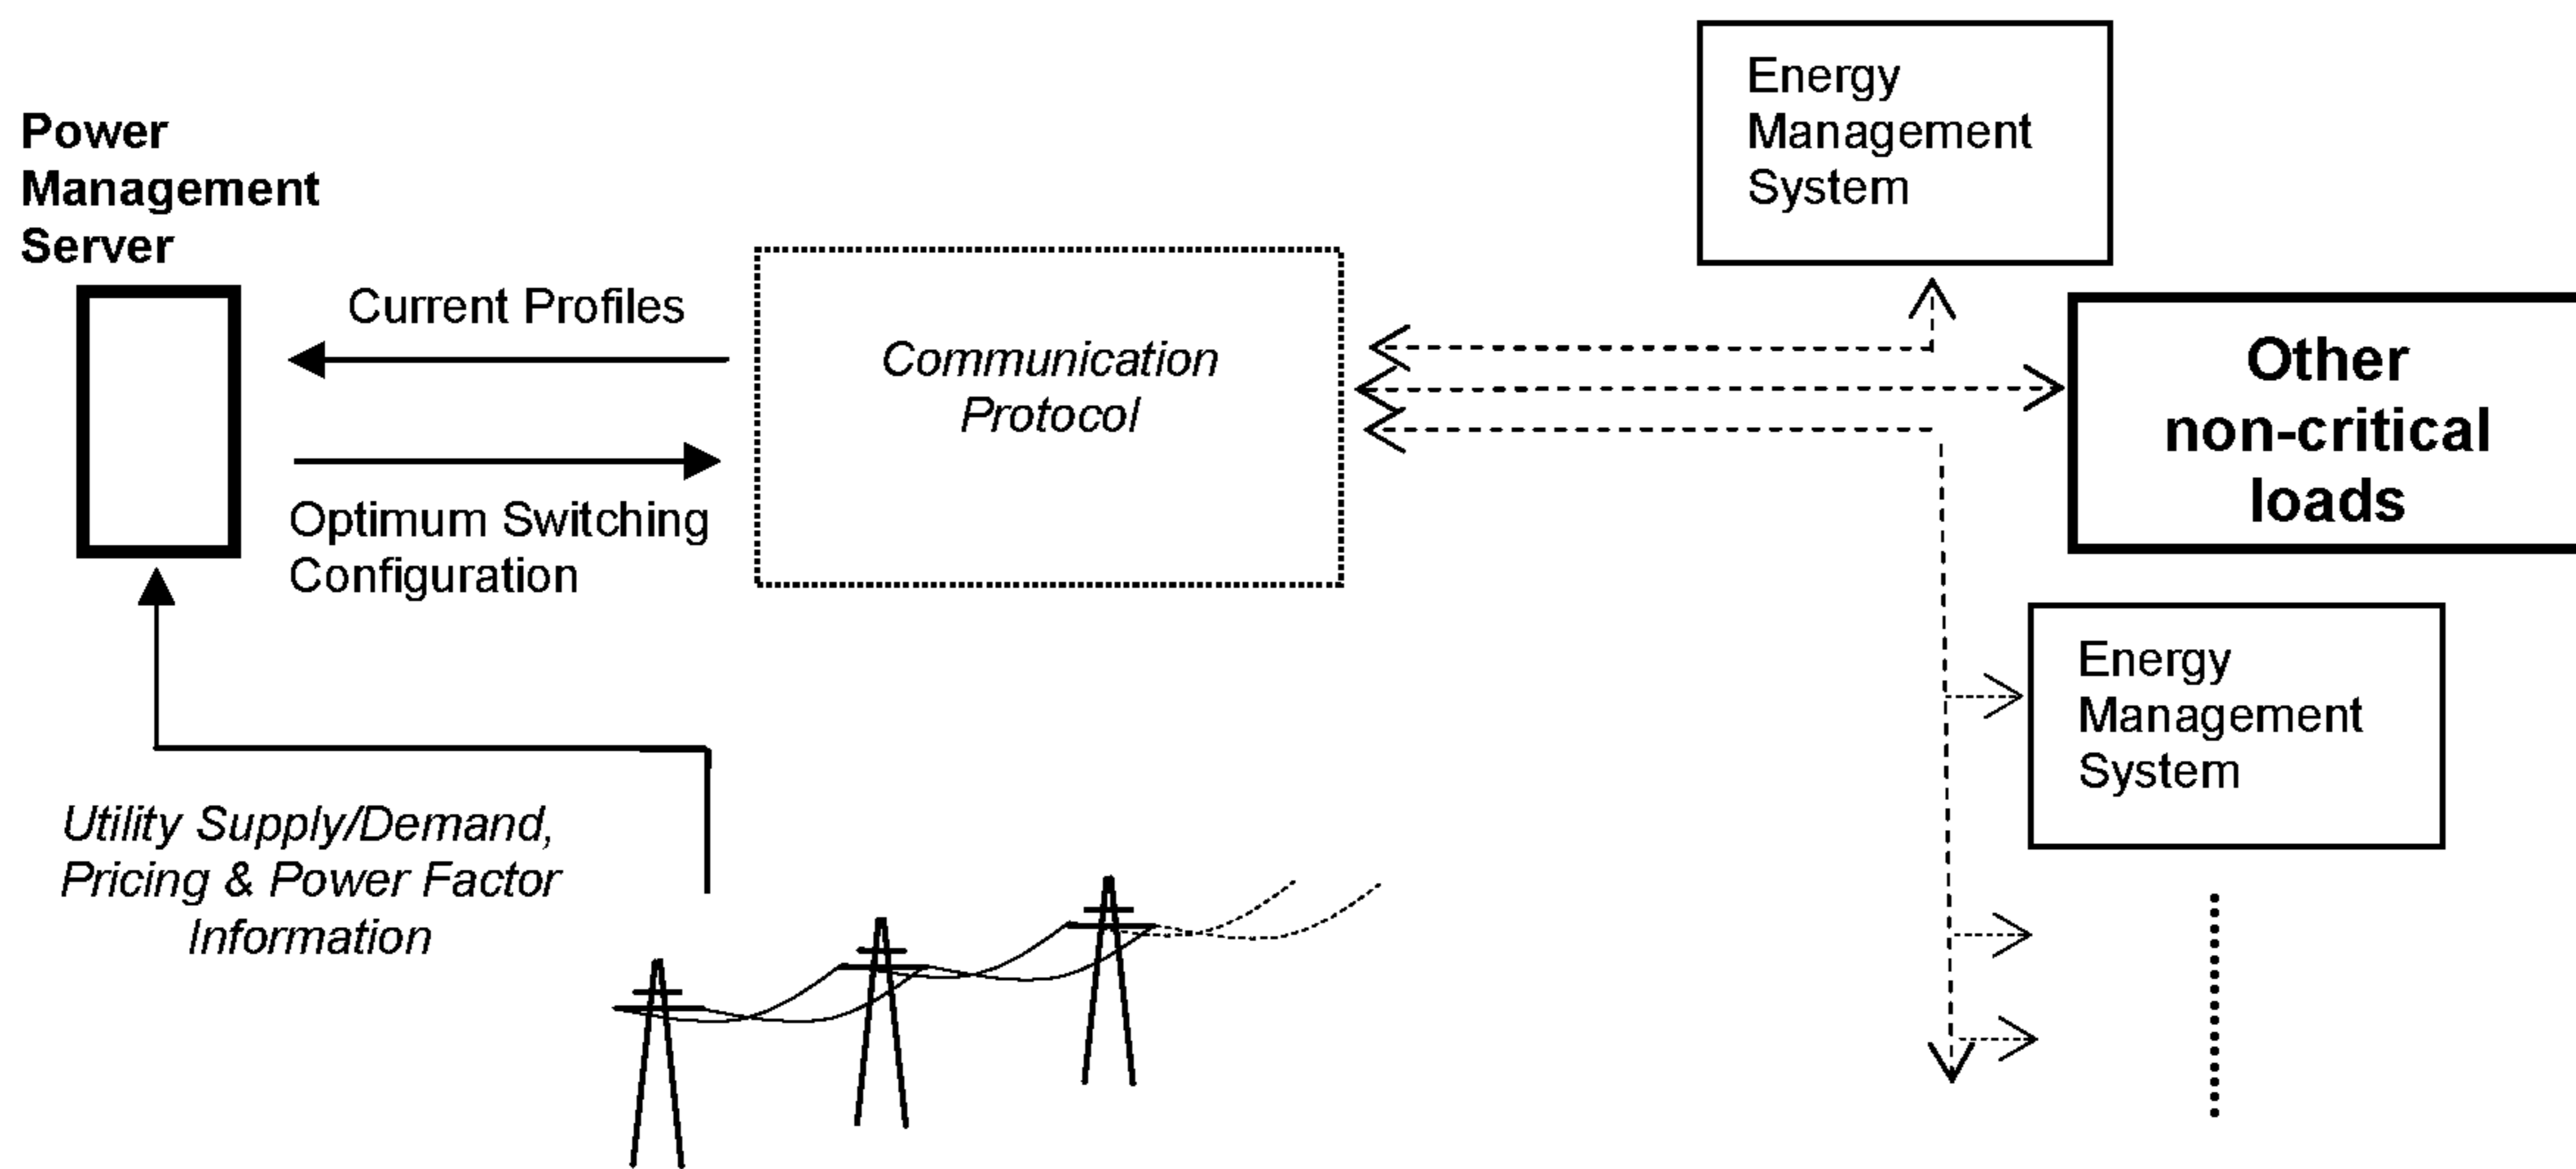 Power
Management
Server
Current Profiles
Optimum Switching
Configuration
Communication
Protocol
Energy
Management
System
Other
non-critical
loads
Energy
Management
System
Utility Supply/Demand,
Pricing & Power Factor
Information